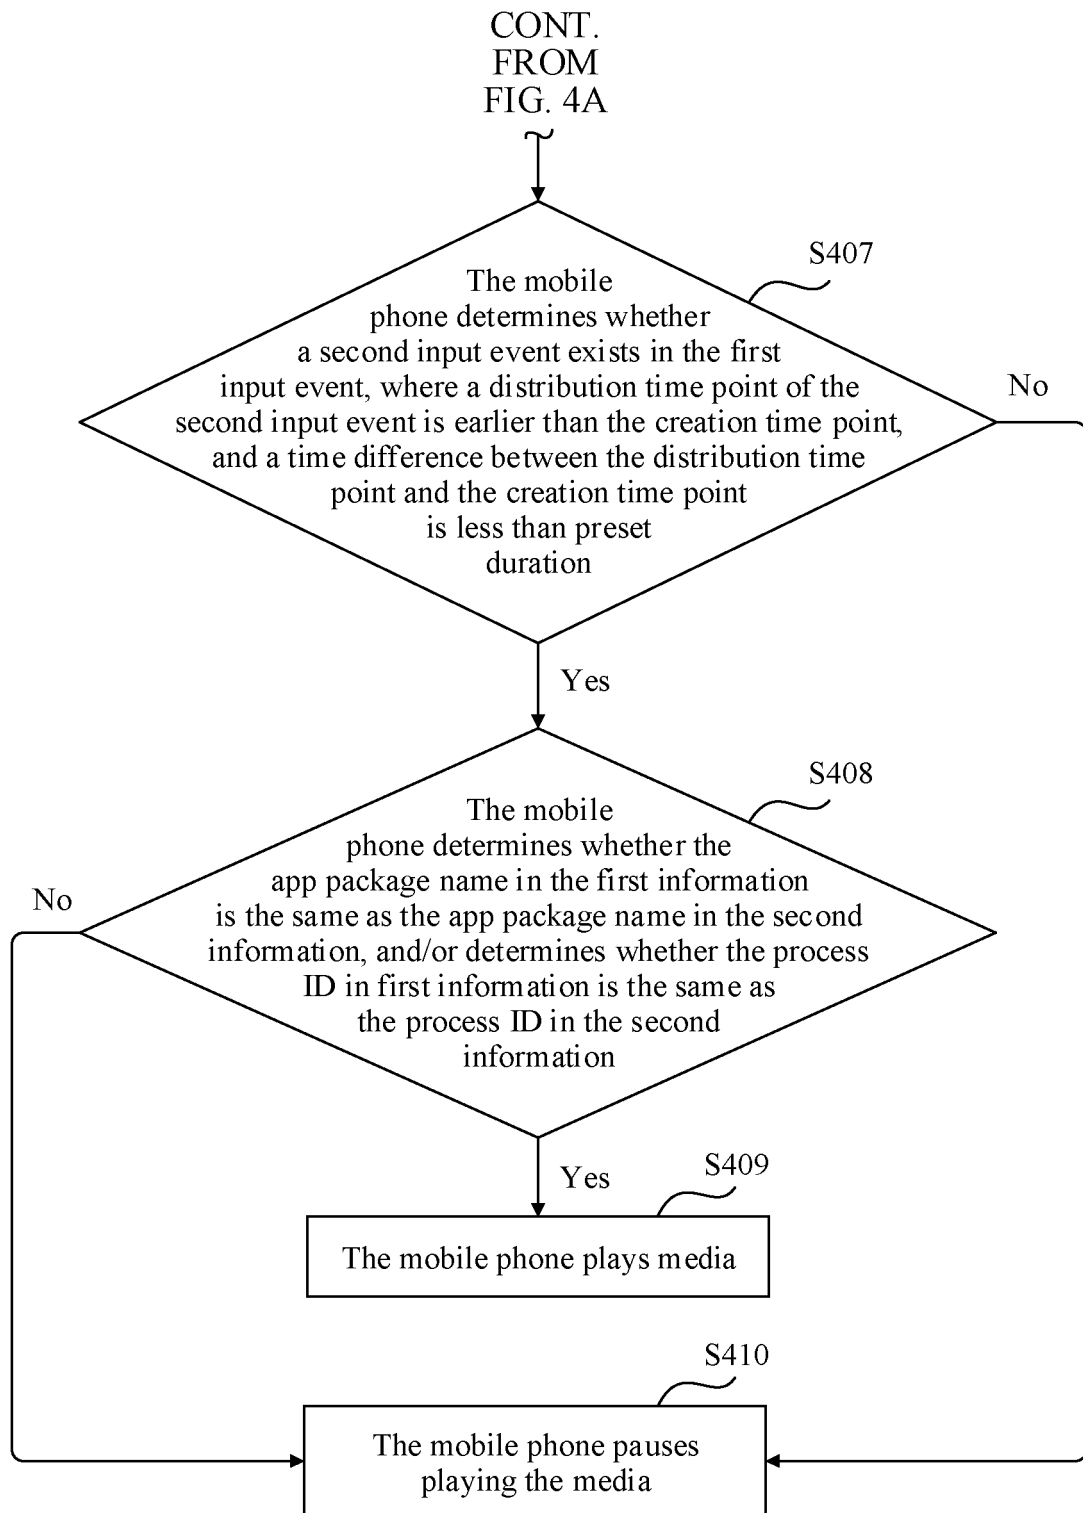 CONT.
FROM
FIG. 4A
S407
The mobile
phone determines whether
a second input event exists in the first
input event, where a distribution time point of the
second input event is earlier than the creation time point,
and a time difference between the distribution time
point and the creation time point
is less than preset
duration
No
Yes
S408
The mobile
phone determines whether the
app package name in the first information
is the same as the app package name in the second
information, and/or determines whether the process
ID in first information is the same as
the process ID in the second
information
No
Yes
S409
The mobile phone plays media
S410
The mobile phone pauses
playing the media